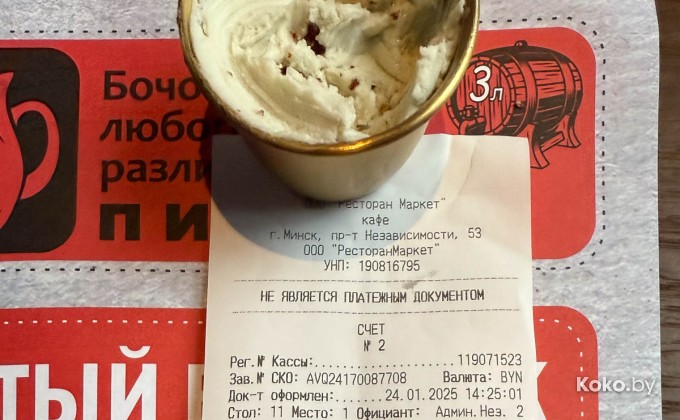 Бочо
любо
разли
пи
3л
"Ресторан Маркет"
кафе
г.Минск, пр-т Независимости, 53
ООО "РесторанМаркет"
УНП: 190816795
НЕ ЯВЛЯЕТСЯ ПЛАТЕЖНЫМ ДОКУМЕНТОМ
СЧЕТ
№ 2
Рег.№ Кассы:.....................119071523
Зав.№ СКО: AVQ24170087708 Валюта: BYN
Док-т оформлен:........24.01.2025 14:25:01
Стол: 11 Место: 1 Официант: Админ.Нез. 2
ТЫЙ
Koko.by